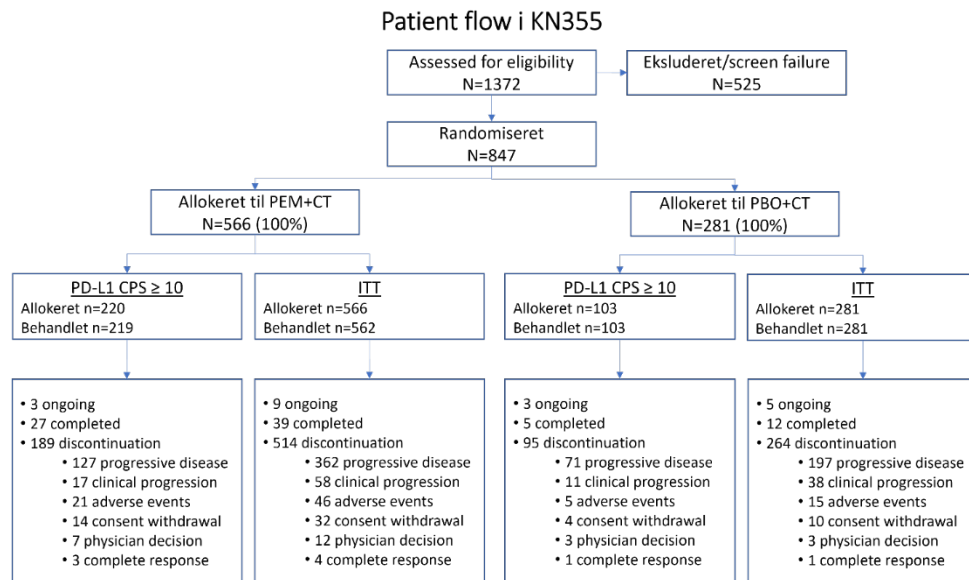 Patient flow i KN355
Assessed for eligibility
N=1372
Eksluderet/screen failure
N=525
Randomiseret
N=847
Allokeret til PEM+CT
N=566 (100%)
Allokeret til PBO+CT
N=281 (100%)
PD-L1 CPS ≥ 10
Allokeret n=220
Behandlet n=219
ITT
Allokeret n=566
Behandlet n=562
PD-L1 CPS ≥ 10
Allokeret n=103
Behandlet n=103
ITT
Allokeret n=281
Behandlet n=281
• 3 ongoing
• 27 completed
• 189 discontinuation
• 127 progressive disease
• 17 clinical progression
• 21 adverse events
• 14 consent withdrawal
• 7 physician decision
• 3 complete response
• 9 ongoing
• 39 completed
• 514 discontinuation
• 362 progressive disease
• 58 clinical progression
• 46 adverse events
• 32 consent withdrawal
• 12 physician decision
• 4 complete response
• 3 ongoing
• 5 completed
• 95 discontinuation
• 71 progressive disease
• 11 clinical progression
• 5 adverse events
• 4 consent withdrawal
• 3 physician decision
• 1 complete response
• 5 ongoing
• 12 completed
• 264 discontinuation
• 197 progressive disease
• 38 clinical progression
• 15 adverse events
• 10 consent withdrawal
• 3 physician decision
• 1 complete response